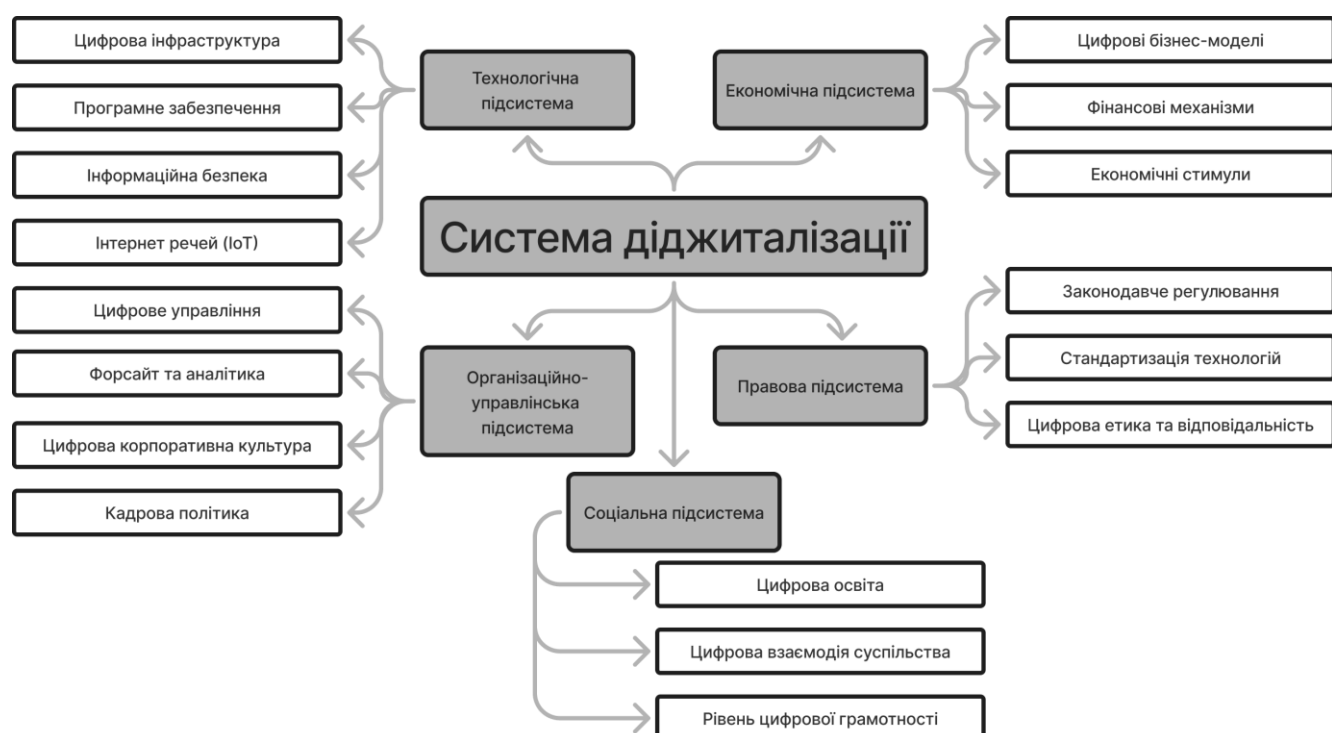 Цифрова інфраструктура
Програмне забезпечення
Інформаційна безпека
Інтернет речей (IoT)
Технологічна
підсистема
Економічна підсистема
Цифрові бізнес-моделі
Фінансові механізми
Економічні стимули
Система діджиталізації
Цифрове управління
Форсайт та аналітика
Цифрова корпоративна культура
Кадрова політика
Організаційно-
управлінська
підсистема
Правова підсистема
Законодавче регулювання
Стандартизація технологій
Цифрова етика та відповідальність
Соціальна підсистема
Цифрова освіта
Цифрова взаємодія суспільства
Рівень цифрової грамотності